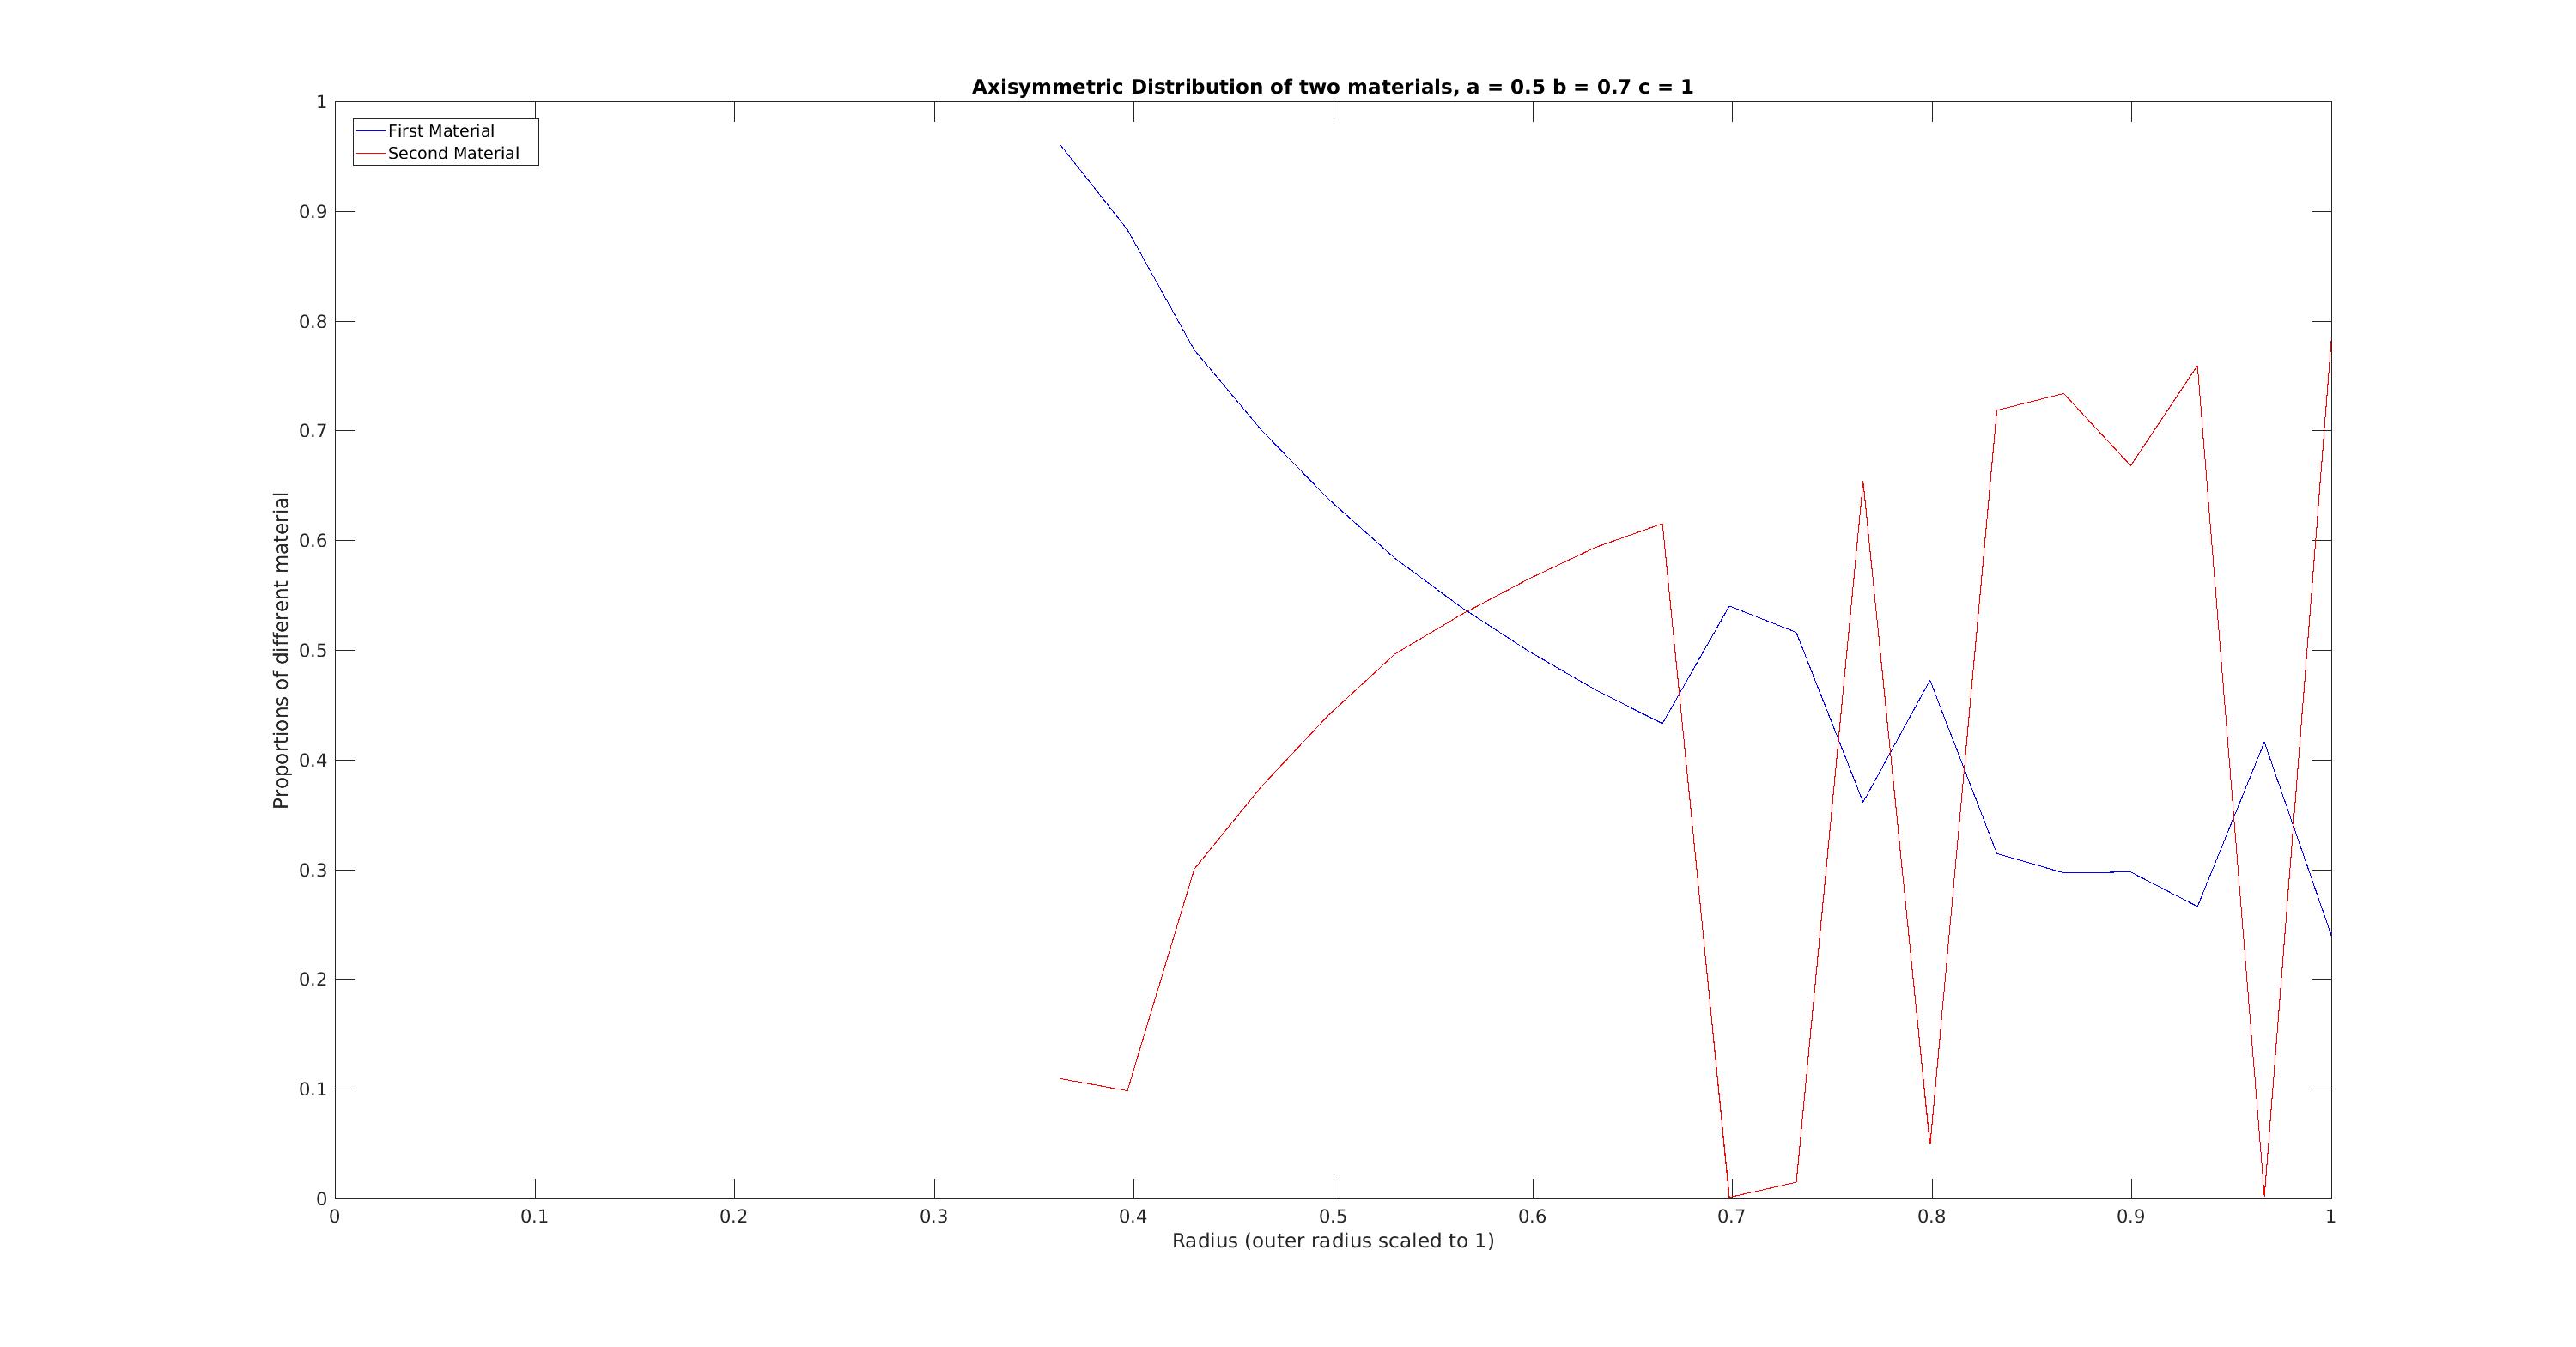 Axisymmetric Distribution of two materials, a = 0.5 b = 0.7 c = 1
First Material
Second Material
1
0.9
0.8
0.7
0.6
0.5
0.4
0.3
0.2
0.1
0
Proportions of different material
0 0.1 0.2 0.3 0.4 0.5 0.6 0.7 0.8 0.9 1
Radius (outer radius scaled to 1)